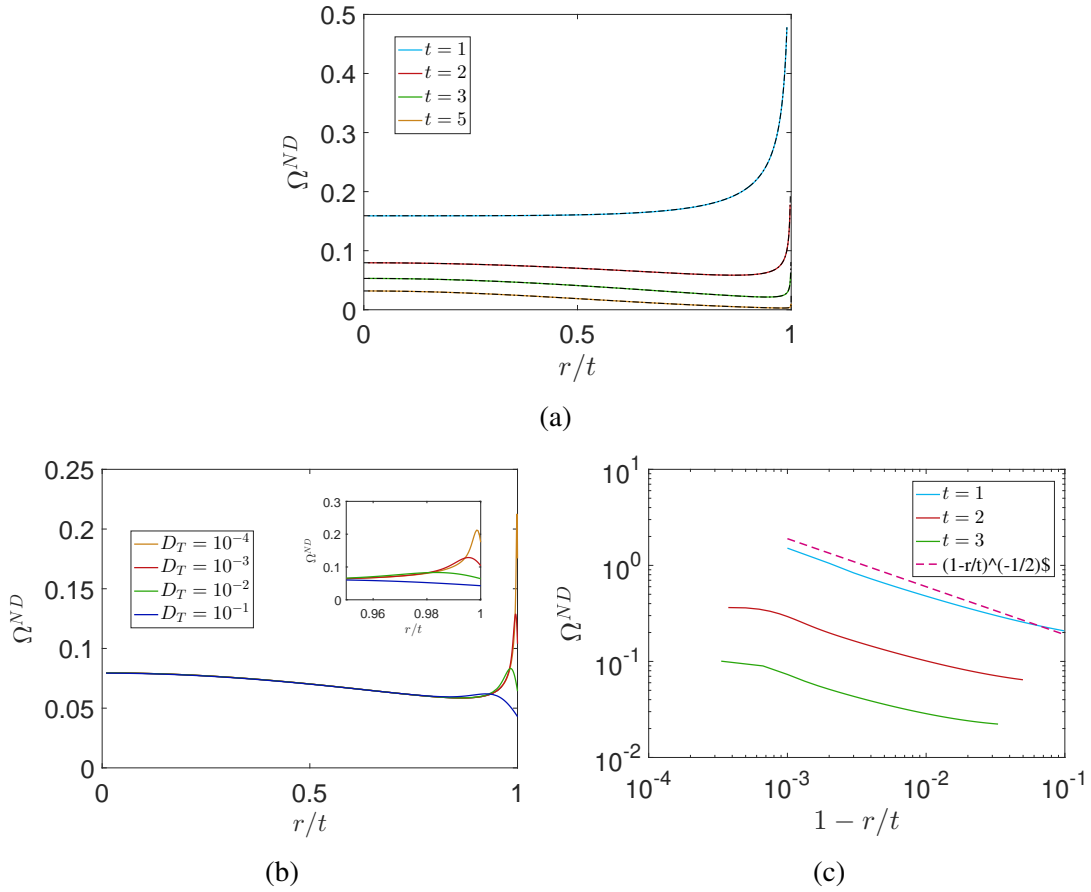 0.5
0.4
0.3
0.2
0.1
0
Ω^{ND}
t = 1
t = 2
t = 3
t = 5
0 0.5 1
r/t
(a)
0.25
0.2
0.15
0.1
0.05
0
Ω^{ND}
D_T = 10^{-4}
D_T = 10^{-3}
D_T = 10^{-2}
D_T = 10^{-1}
0.3
0.2
0.1
0
Ω^{ND}
0.96 0.98 1
r/t
0 0.5 1
r/t
(b)
10^1
10^0
10^{-1}
10^{-2}
Ω^{ND}
t = 1
t = 2
t = 3
(1-r/t)^(-1/2)$
10^{-4} 10^{-3} 10^{-2} 10^{-1}
1 − r/t
(c)